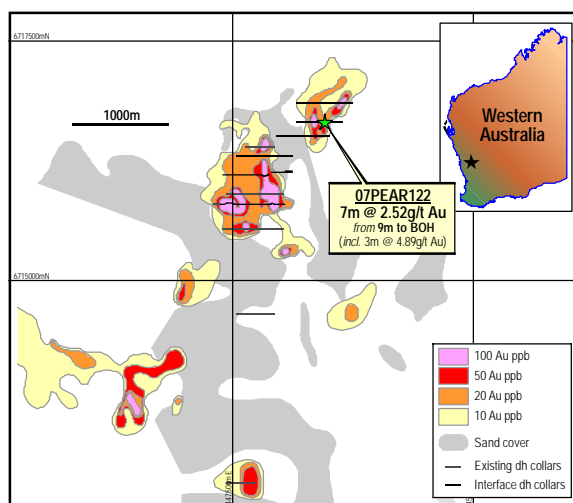 6717500mN
1000m
Western
Australia
07PEAR122
7m @ 2.52g/t Au
from 9m to BOH
(incl. 3m @ 4.89g/t Au)
6715000mN
100 Au ppb
50 Au ppb
20 Au ppb
10 Au ppb
Sand cover
Existing dh collars
Interface dh collars